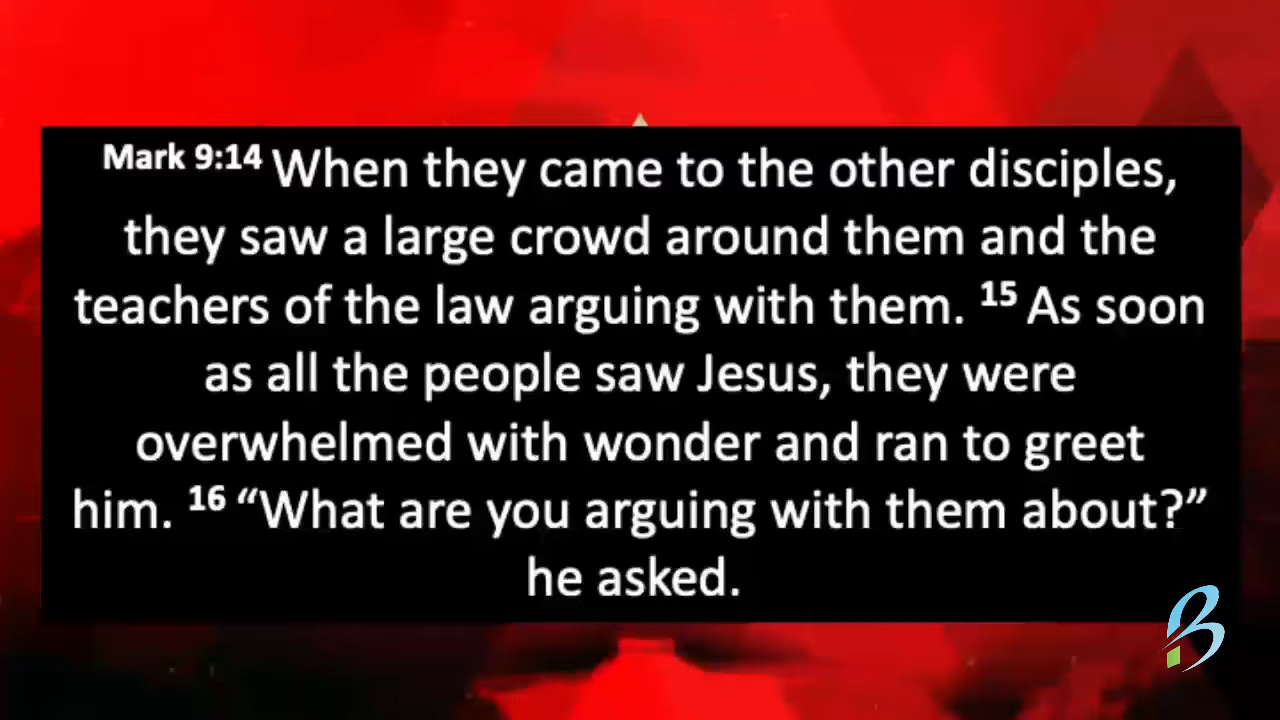 Mark 9:14 When they came to the other disciples,
they saw a large crowd around them and the
teachers of the law arguing with them. 15 As soon
as all the people saw Jesus, they were
overwhelmed with wonder and ran to greet
him. 16 “What are you arguing with them about?”
he asked.
B